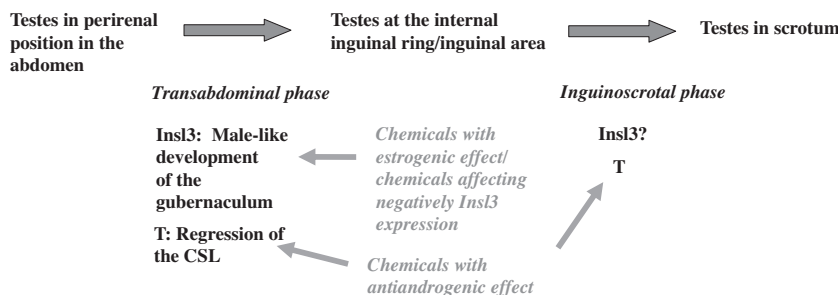 Testes in perirenal
position in the
abdomen
Testes at the internal
inguinal ring/inguinal area
Testes in scrotum
Transabdominal phase
Inguinoscrotal phase
Insl3: Male-like
development
of the
gubernaculum
T: Regression of
the CSL
Chemicals with
estrogenic effect/
chemicals affecting
negatively Insl3
expression
Chemicals with
antiandrogenic effect
Insl3?
T